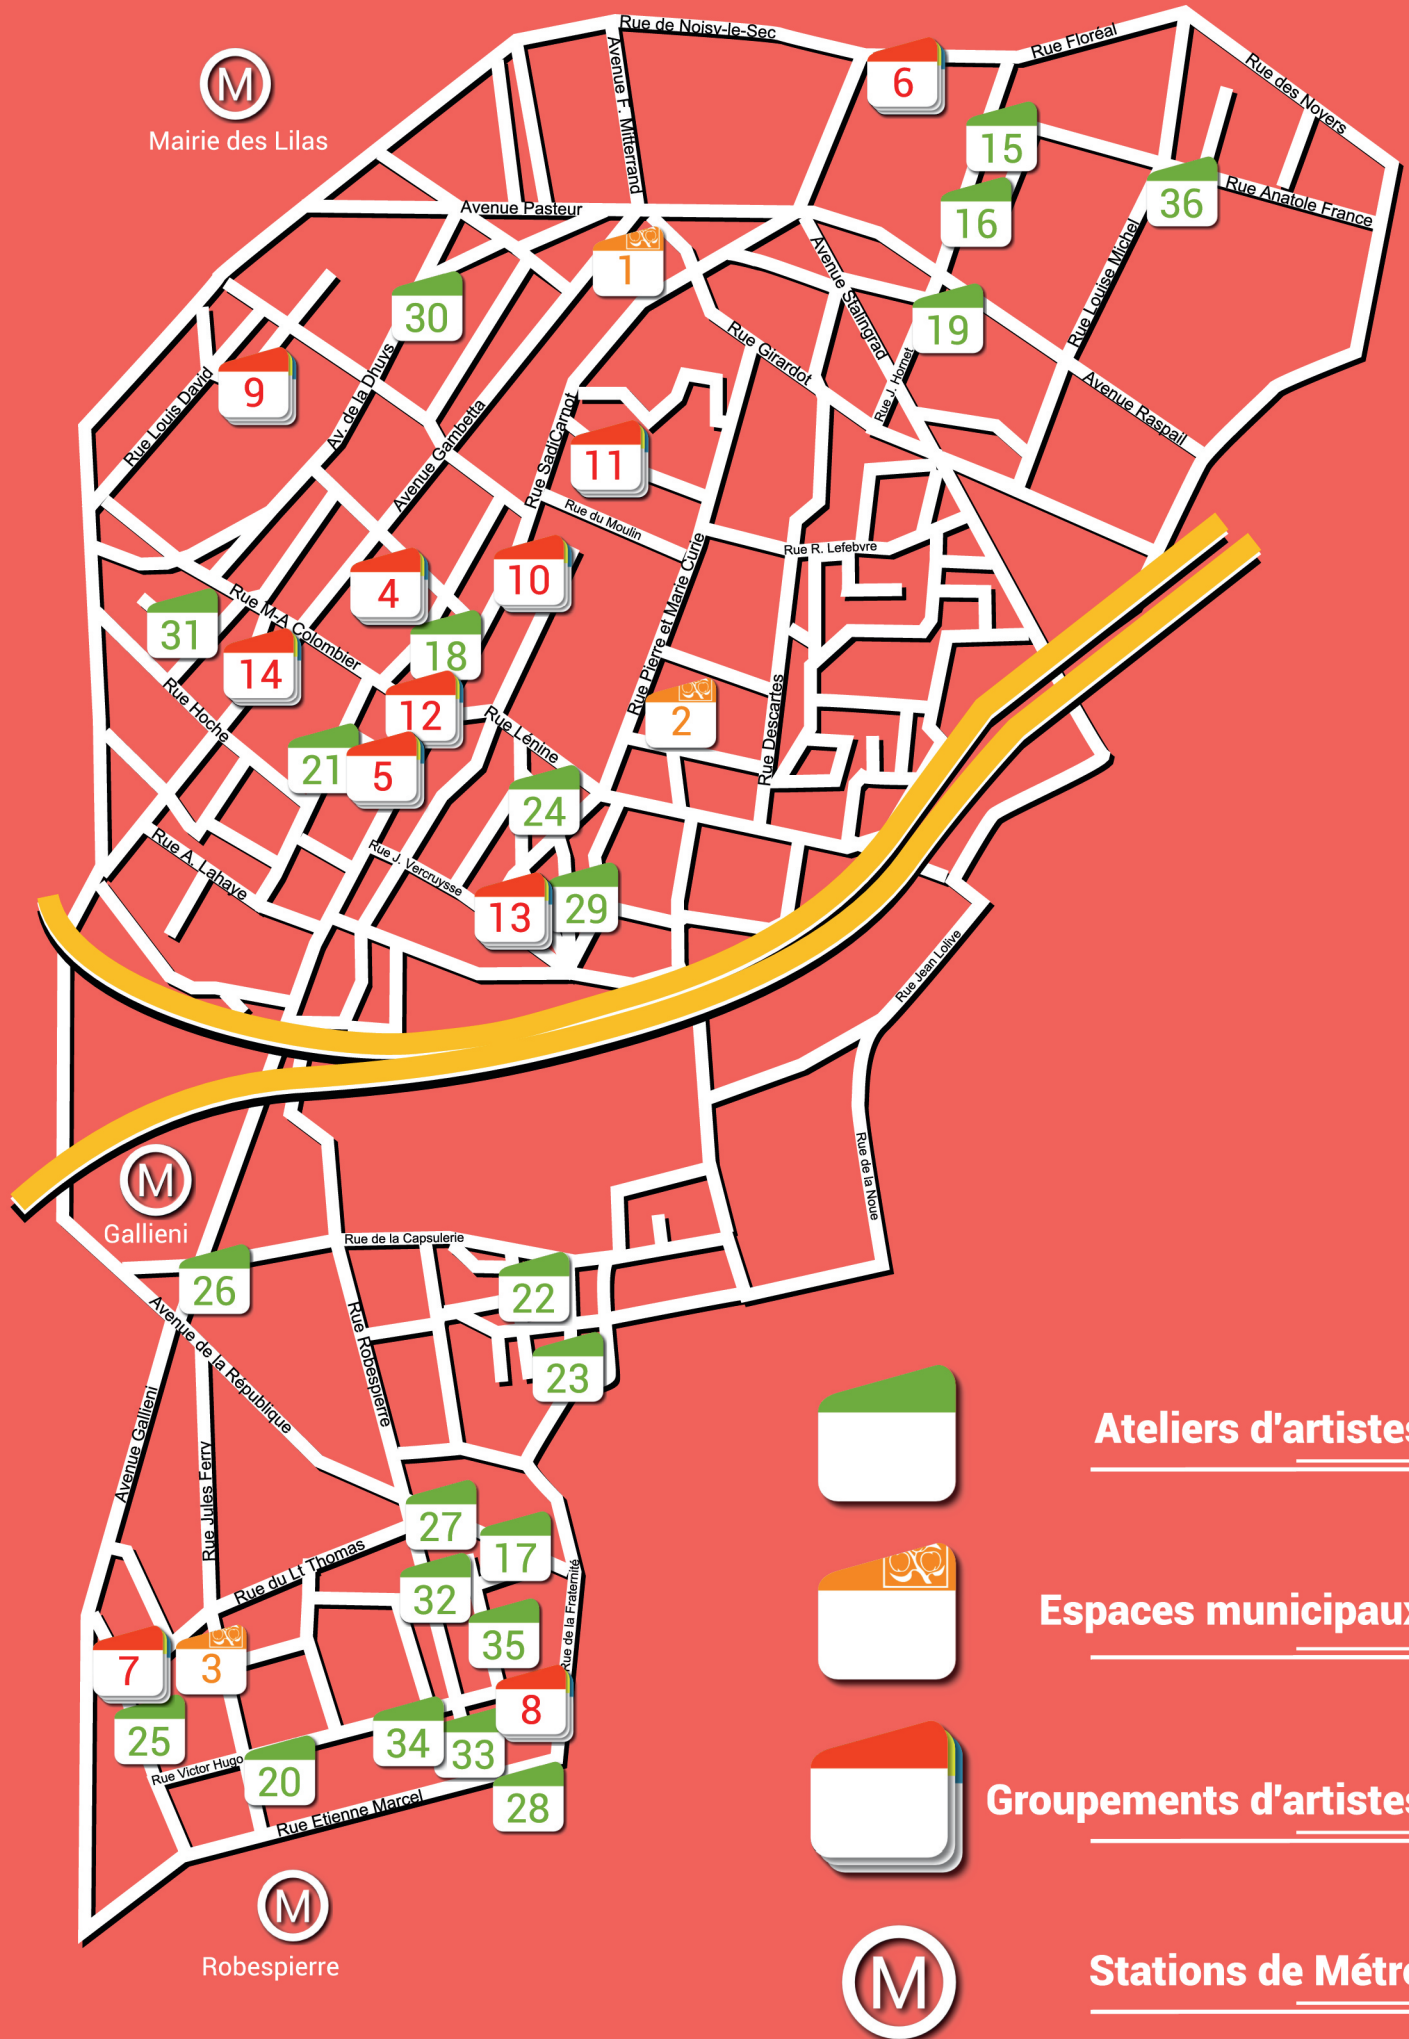 Rue de Noisy-le-Sec
Rue Floréal
Rue des Noyers
Avenue F. Mitterrand
6
M
Mairie des Lilas
15
36
Rue Anatole France
16
Avenue Pasteur
1
Avenue Stalingrad
Rue Louise Michel
30
19
Rue Girardot
Rue J. Hornet
Avenue Raspail
9
Rue Louis David
Av. de la Dhuys
Avenue Gambetta
Rue SadiCarnot
11
Rue du Moulin
Rue R. Lefebvre
Rue Pierre et Marie Curie
4
10
31
Rue M-A Colombier
18
14
12
Rue Hoche
Rue Lénine
2
Rue Descartes
21
5
24
Rue A. Lahaye
Rue J. Vercruysse
13
29
Rue Jean Lolive
Rue de la Noue
M
Gallieni
Rue de la Capsulerie
26
22
Avenue de la République
Rue Robespierre
23
Avenue Gallieni
Rue Jules Ferry
27
17
Rue du Lt Thomas
32
Rue de la Fraternité
35
7
3
8
25
34
33
Rue Victor Hugo
20
28
Rue Etienne Marcel
M
Robespierre
Ateliers d'artistes
Espaces municipaux
Groupements d'artistes
M
Stations de Métro